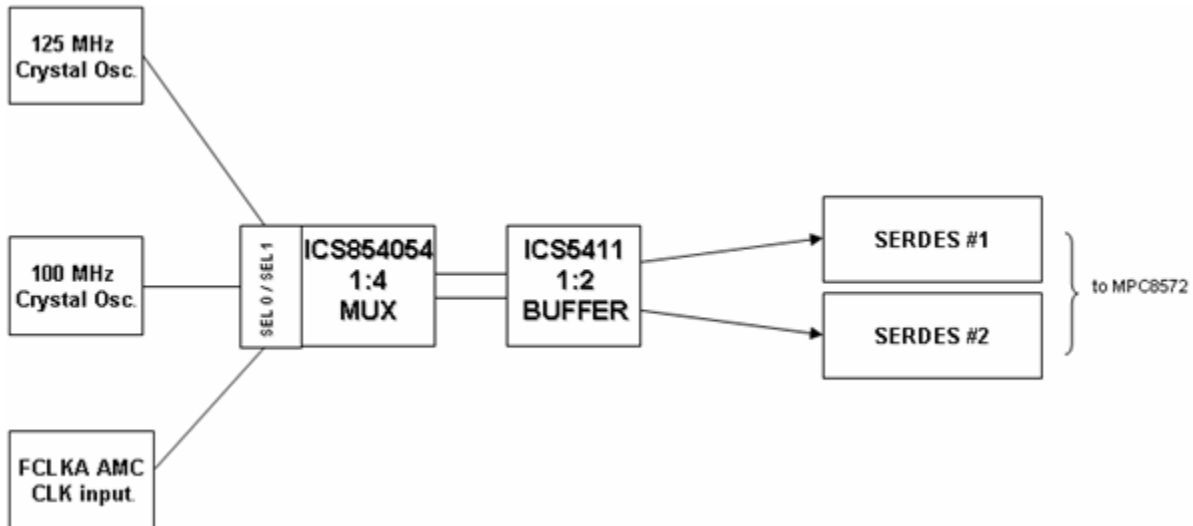 125 MHz
Crystal Osc.
100 MHz
Crystal Osc.
FCLKA AMC
CLK input.
SEL 0 / SEL 1
ICS854054
1:4
MUX
ICS5411
1:2
BUFFER
SERDES #1
SERDES #2
to MPC8572